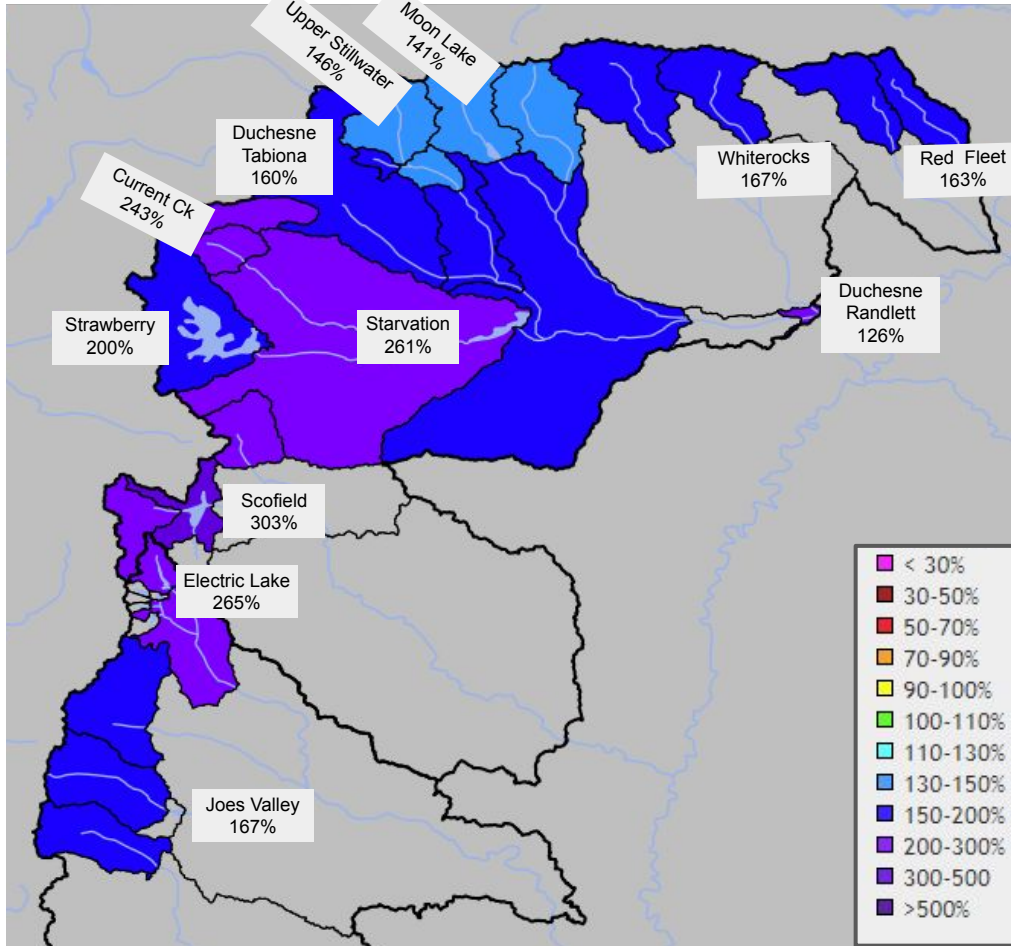 Upper Stillwater
146%
Moon Lake
141%
Duchesne
Tabiona
160%
Whiterocks
167%
Red Fleet
163%
Current Ck
243%
Strawberry
200%
Starvation
261%
Duchesne
Randlett
126%
Scofield
303%
Electric Lake
265%
Joes Valley
167%
< 30%
30-50%
50-70%
70-90%
90-100%
100-110%
110-130%
130-150%
150-200%
200-300%
300-500
>500%